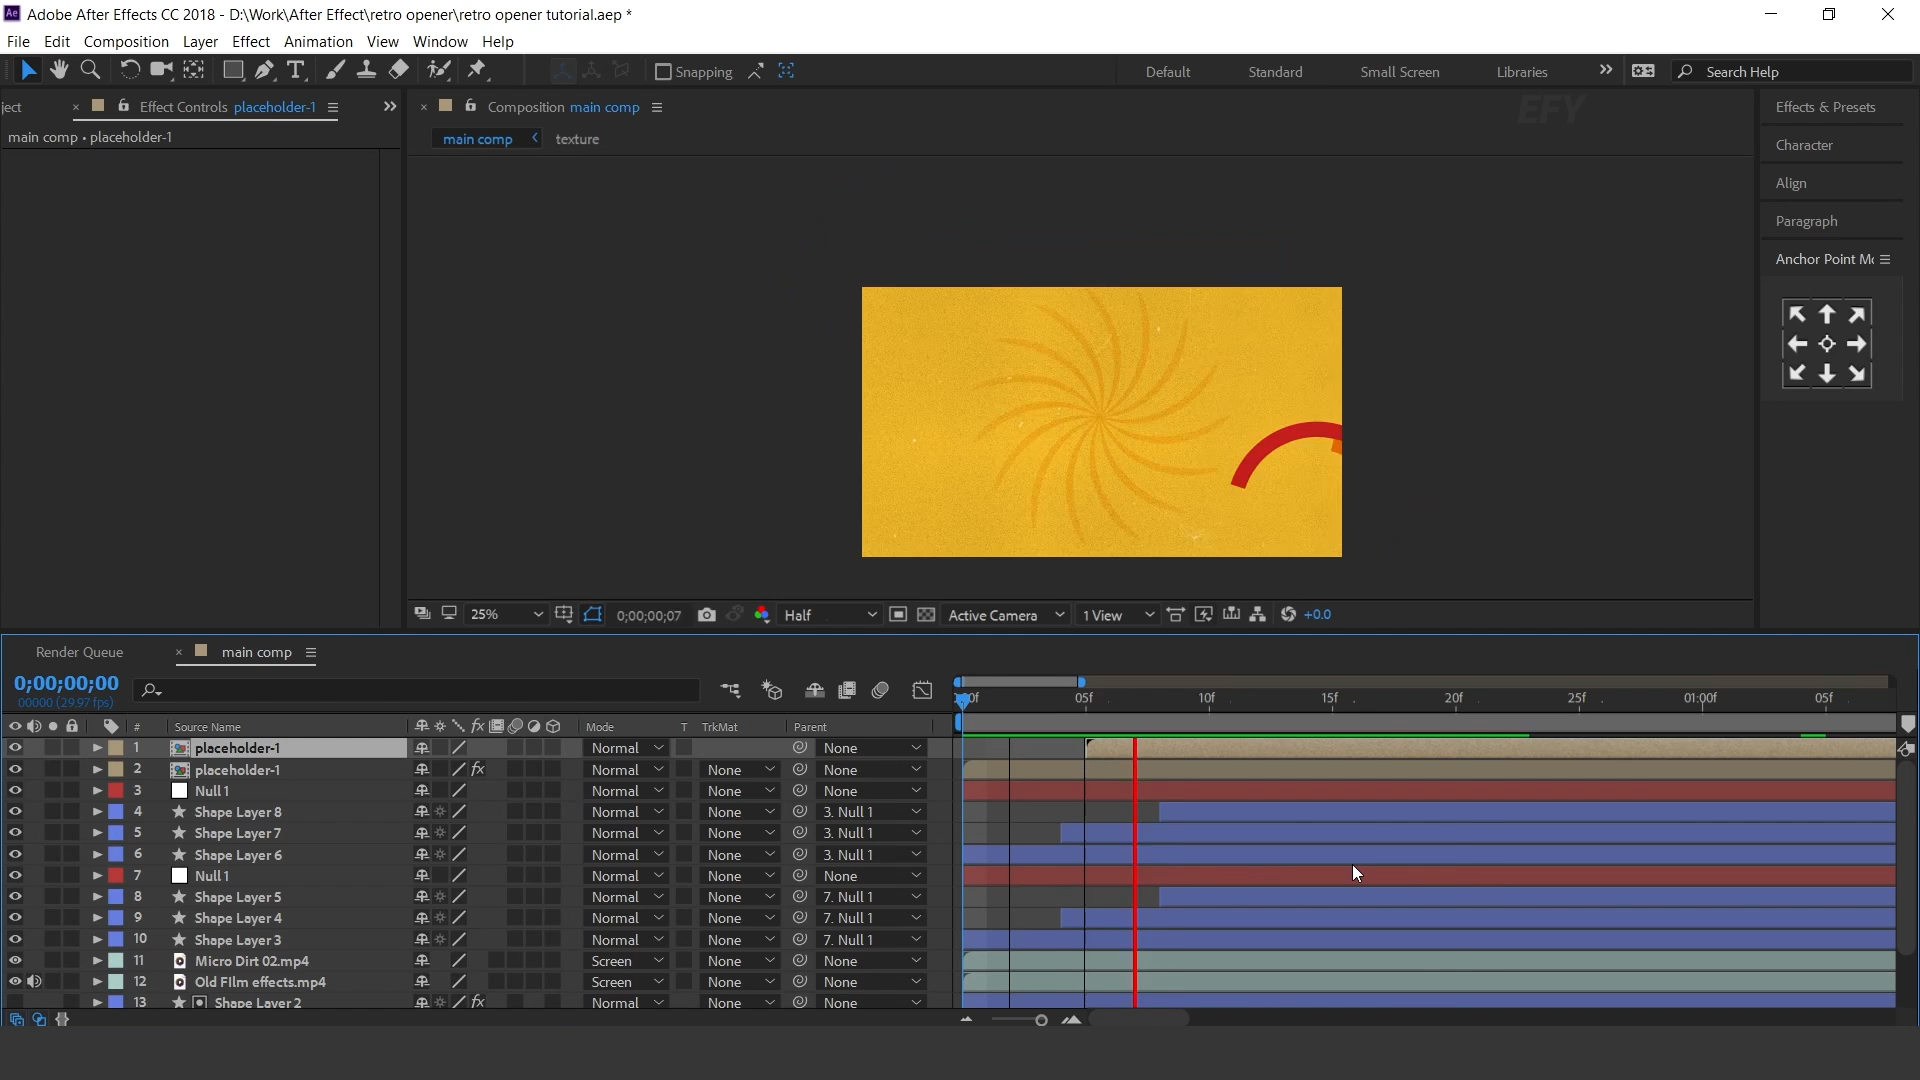 Ae Adobe After Effects CC 2018 - D:\Work\After Effect\retro opener\retro opener tutorial.aep *
File Edit Composition Layer Effect Animation View Window Help
Snapping Default Standard Small Screen Libraries Search Help
ject Effect Controls placeholder-1 Composition main comp EFY Effects & Presets
main comp • placeholder-1 main comp texture
Character
Align
Paragraph
Anchor Point Mc
25% 0;00;00;07 Half Active Camera 1 View +0.0
Render Queue main comp
0;00;00;00
00000 (29.97 fps)
00f 05f 10f 15f 20f 25f 01:00f 05f
# Source Name fx Mode T TrkMat Parent
1 placeholder-1 Normal None
2 placeholder-1 fx Normal None None
3 Null 1 Normal None None
4 Shape Layer 8 Normal None 3. Null 1
5 Shape Layer 7 Normal None 3. Null 1
6 Shape Layer 6 Normal None 3. Null 1
7 Null 1 Normal None None
8 Shape Layer 5 Normal None 7. Null 1
9 Shape Layer 4 Normal None 7. Null 1
10 Shape Layer 3 Normal None 7. Null 1
11 Micro Dirt 02.mp4 Screen None None
12 Old FIlm effects.mp4 Screen None None
13 Shape Layer 2 fx Normal None None